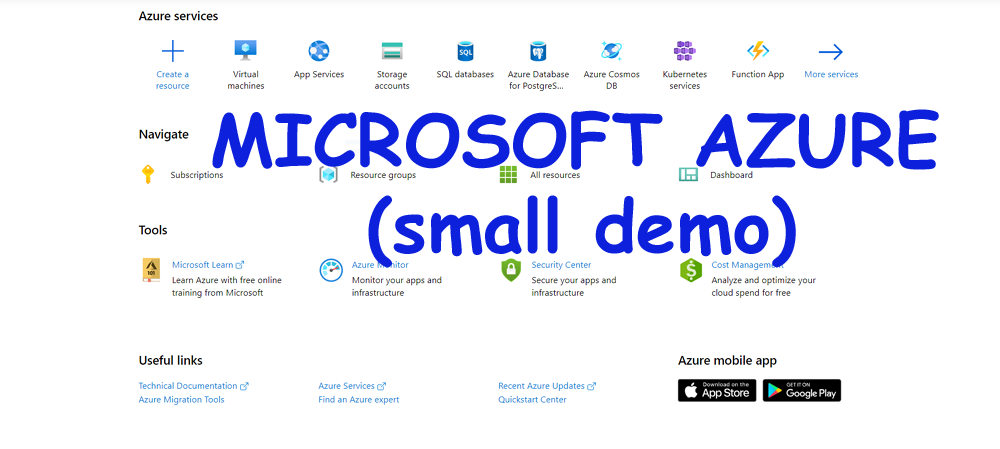 Azure services
Create a
resource
Virtual
machines
App Services
Storage
accounts
SQL
SQL databases
Azure Database
for PostgreS...
Azure Cosmos
DB
Kubernetes
services
Function App
More services
MICROSOFT AZURE
Navigate
Subscriptions
Resource groups
All resources
Dashboard
(small demo)
Tools
101
Microsoft Learn
Learn Azure with free online
training from Microsoft
Azure Monitor
Monitor your apps and
infrastructure
Security Center
Secure your apps and
infrastructure
Cost Management
Analyze and optimize your
cloud spend for free
Useful links
Technical Documentation
Azure Migration Tools
Azure Services
Find an Azure expert
Recent Azure Updates
Quickstart Center
Azure mobile app
Download on the
App Store
GET IT ON
Google Play